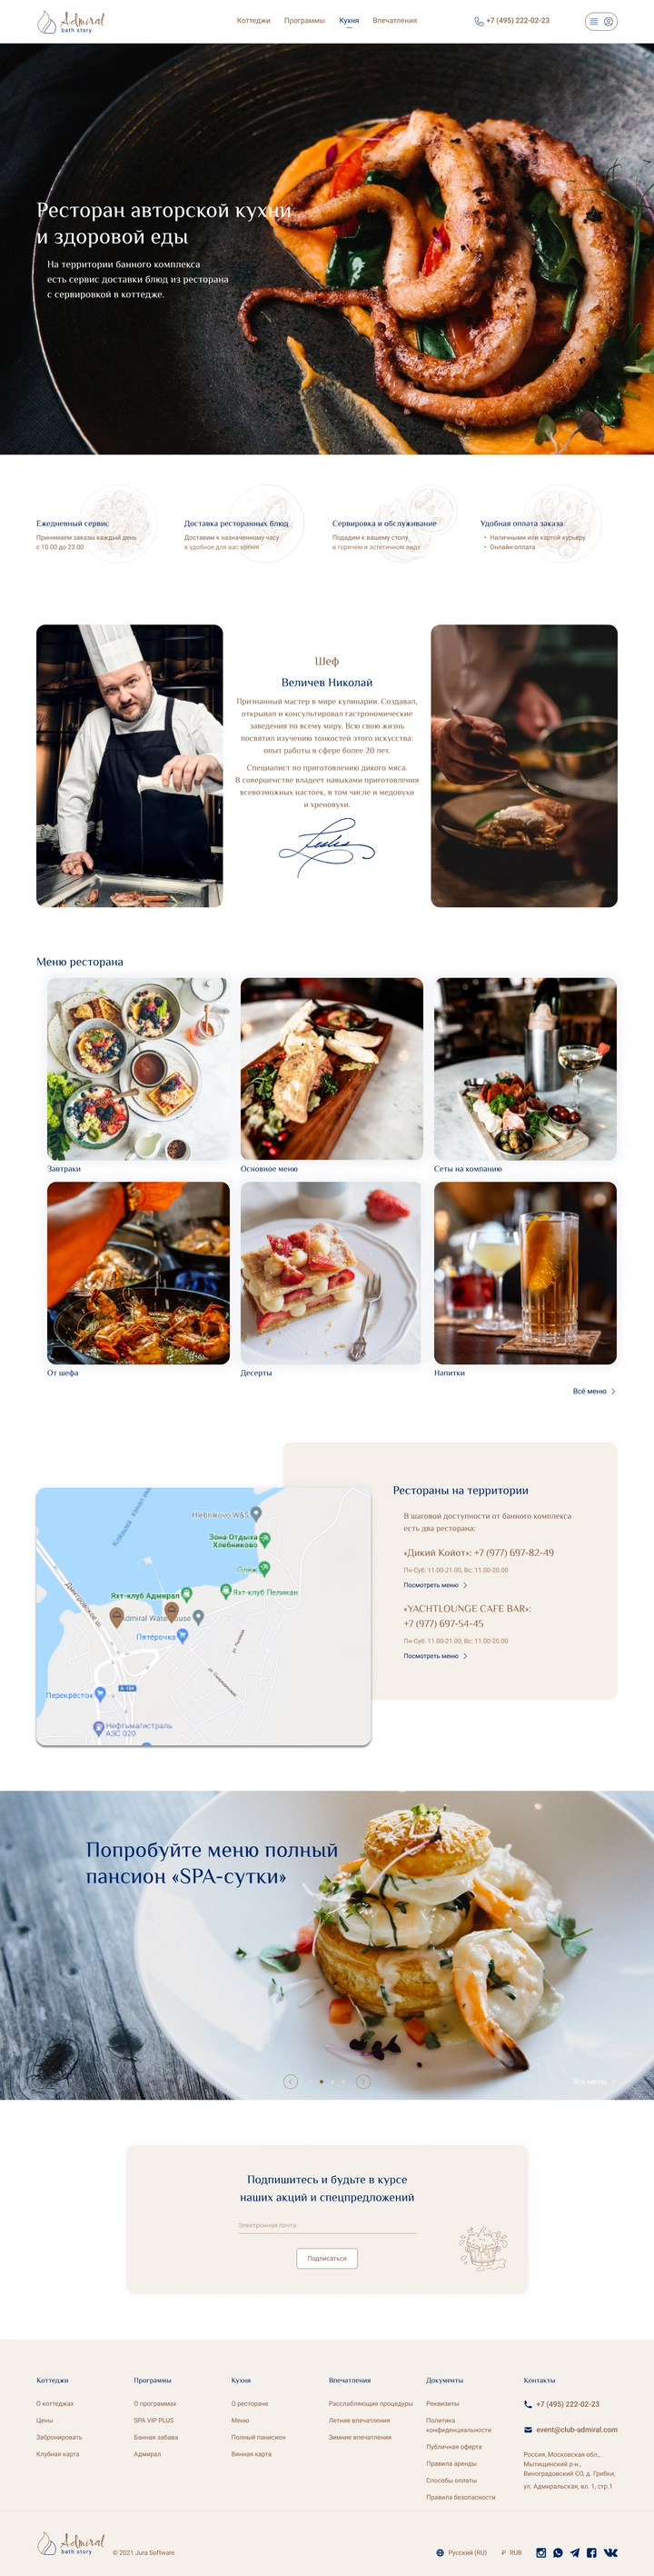 Admiral
bath story
Коттеджи
Программы
Кухня
Впечатления
+7 (495) 222-02-23
Ресторан авторской кухни
и здоровой еды
На территории банного комплекса
есть сервис доставки блюд из ресторана
с сервировкой в коттедже.
Ежедневный сервис
Принимаем заказы каждый день
с 10.00 до 23.00
Доставка ресторанных блюд
Доставим к назначенному часу
в удобное для вас время
Сервировка и обслуживание
Подадим к вашему столу
в горячем и эстетичном виде
Удобная оплата заказа
• Наличными или картой курьеру
• Онлайн-оплата
Шеф
Величев Николай
Признанный мастер в мире кулинарии. Создавал,
открывал и консультировал гастрономические
заведения по всему миру. Всю свою жизнь
посвятил изучению тонкостей этого искусства:
опыт работы в сфере более 20 лет.
Специалист по приготовлению дикого мяса.
В совершенстве владеет навыками приготовления
всевозможных настоек, в том числе и медовухи
и хреновухи.
Меню ресторана
Завтраки
Основное меню
Сеты на компанию
От шефа
Десерты
Напитки
Всё меню
Рестораны на территории
В шаговой доступности от банного комплекса
есть два ресторана:
«Дикий Койот»: +7 (977) 697-82-49
Пн-Суб: 11.00-21.00, Вс: 11.00-20.00
Посмотреть меню
«YACHTLOUNGE CAFE BAR»:
+7 (977) 697-54-45
Пн-Суб: 11.00-21.00, Вс: 11.00-20.00
Посмотреть меню
Hlebnikovo W&S
Зона Отдыха
Хлебниково
Пляж
Яхт-клуб Адмирал
Яхт-клуб Пеликан
Admiral Waterhouse
Пятёрочка
Дмитровское ш
Перекрёсток
Нефтьмагистраль
АЗС 020
Попробуйте меню полный
пансион «SPA-сутки»
Всё меню
Подпишитесь и будьте в курсе
наших акций и спецпредложений
Электронная почта
Подписаться
Коттеджи
О коттеджах
Цены
Забронировать
Клубная карта
Программы
О программах
SPA VIP PLUS
Банная забава
Адмирал
Кухня
О ресторане
Меню
Полный панисион
Винная карта
Впечатления
Расслабляющие процедуры
Летние впечатления
Зимние впечатления
Документы
Реквизиты
Политика
конфиденциальности
Публичная оферта
Правила аренды
Способы оплаты
Правила безопасности
Контакты
+7 (495) 222-02-23
event@club-admiral.com
Россия, Московская обл.,
Мытищинский р-н.,
Виноградовский СО, д. Грибки,
ул. Адмиральская, вл. 1, стр.1
Admiral
bath story
© 2021 Jura Software
Русский (RU)
₽ RUB